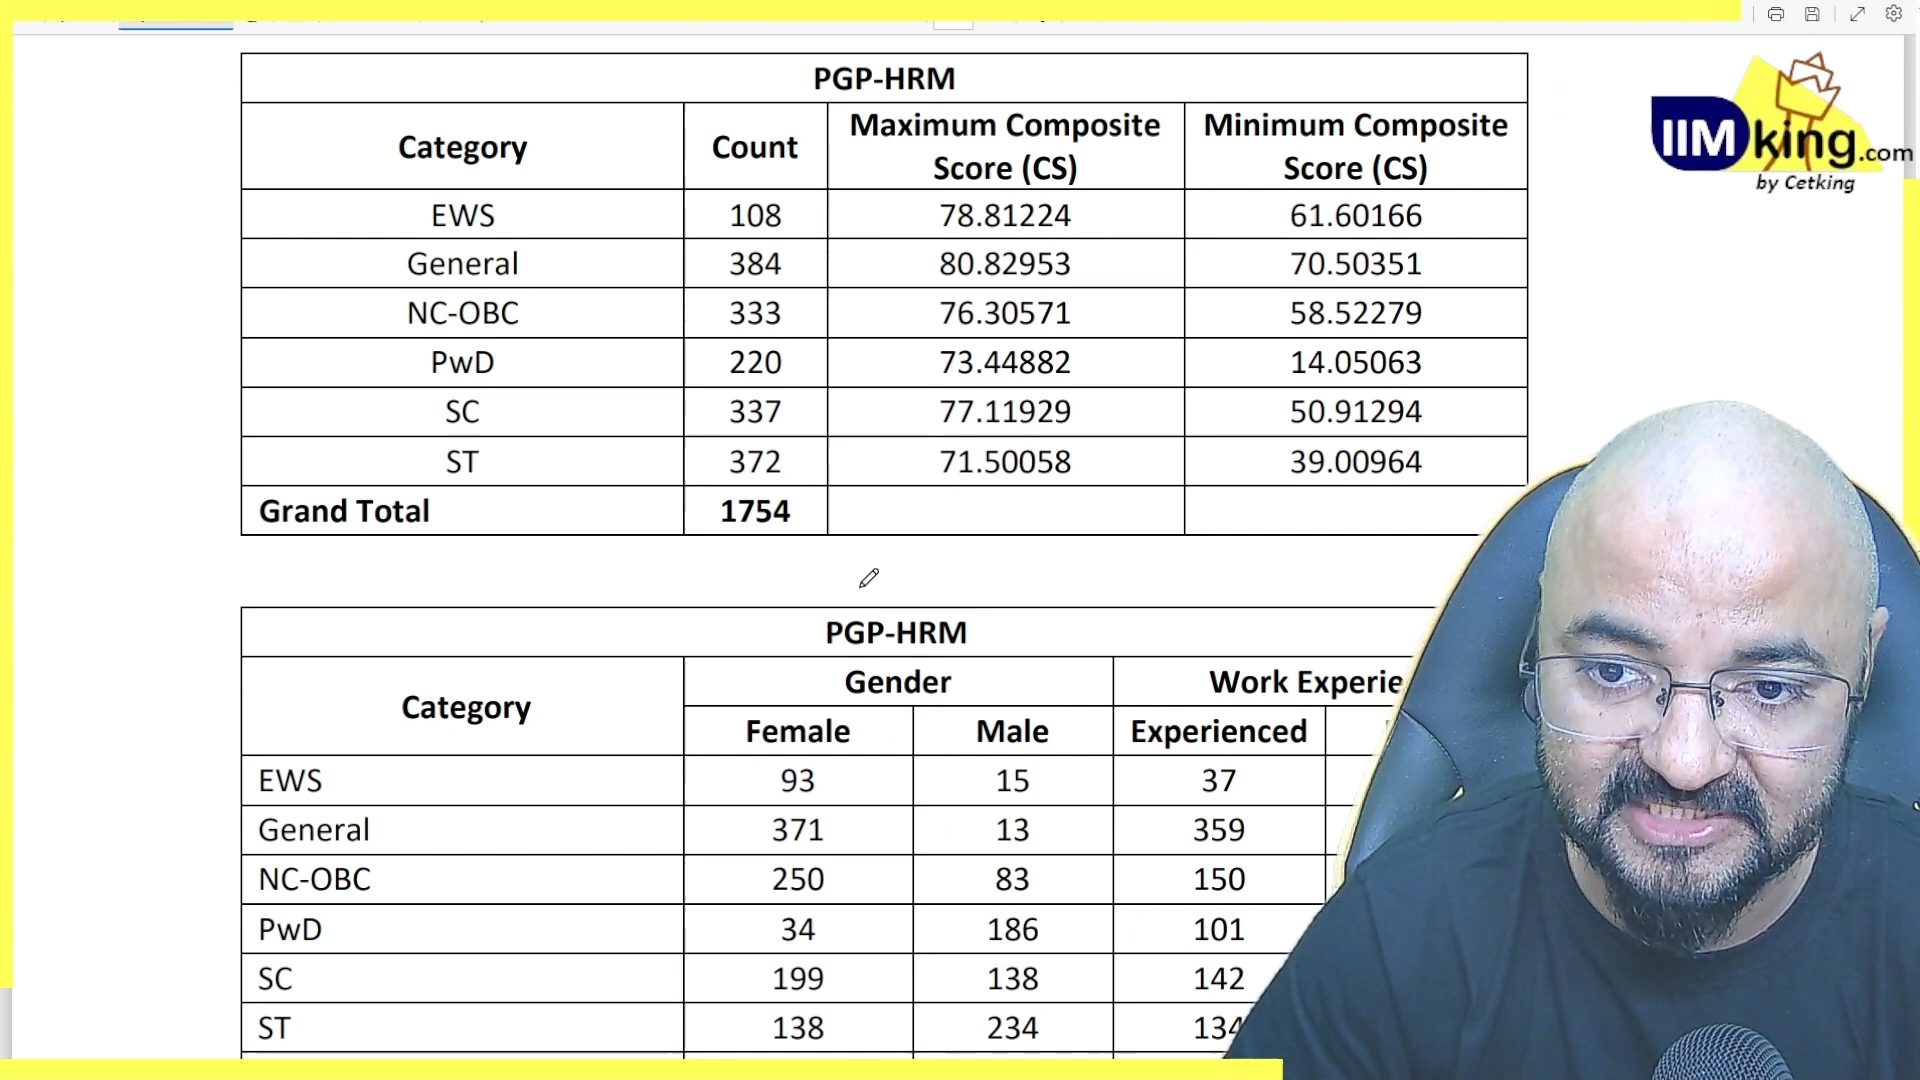 PGP-HRM
Category Count Maximum Composite Score (CS) Minimum Composite Score (CS)
EWS 108 78.81224 61.60166
General 384 80.82953 70.50351
NC-OBC 333 76.30571 58.52279
PwD 220 73.44882 14.05063
SC 337 77.11929 50.91294
ST 372 71.50058 39.00964
Grand Total 1754
PGP-HRM
Category Gender Work Experie
Female Male Experienced
EWS 93 15 37
General 371 13 359
NC-OBC 250 83 150
PwD 34 186 101
SC 199 138 142
ST 138 234 134
IIMking.com
by Cetking